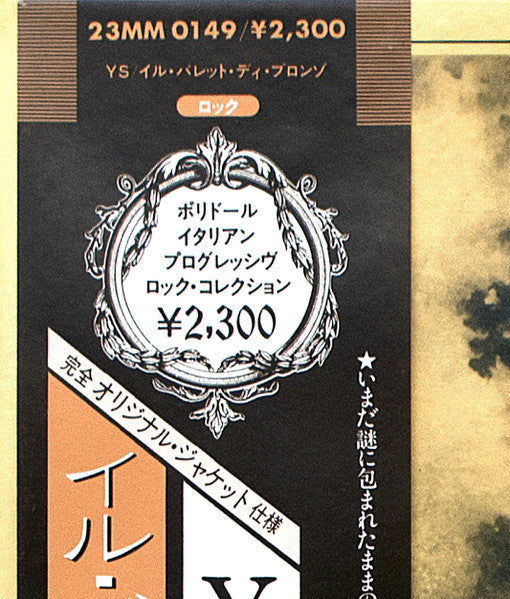 23MM 0149/¥2,300
YS/イル・バレット・ディ・ブロンゾ
ロック
ポリドール
イタリアン
プログレッシヴ
ロック・コレクション
¥2,300
完全オリジナル・ジャケット仕様
★いまだ謎に包まれたままの
イル・
Y